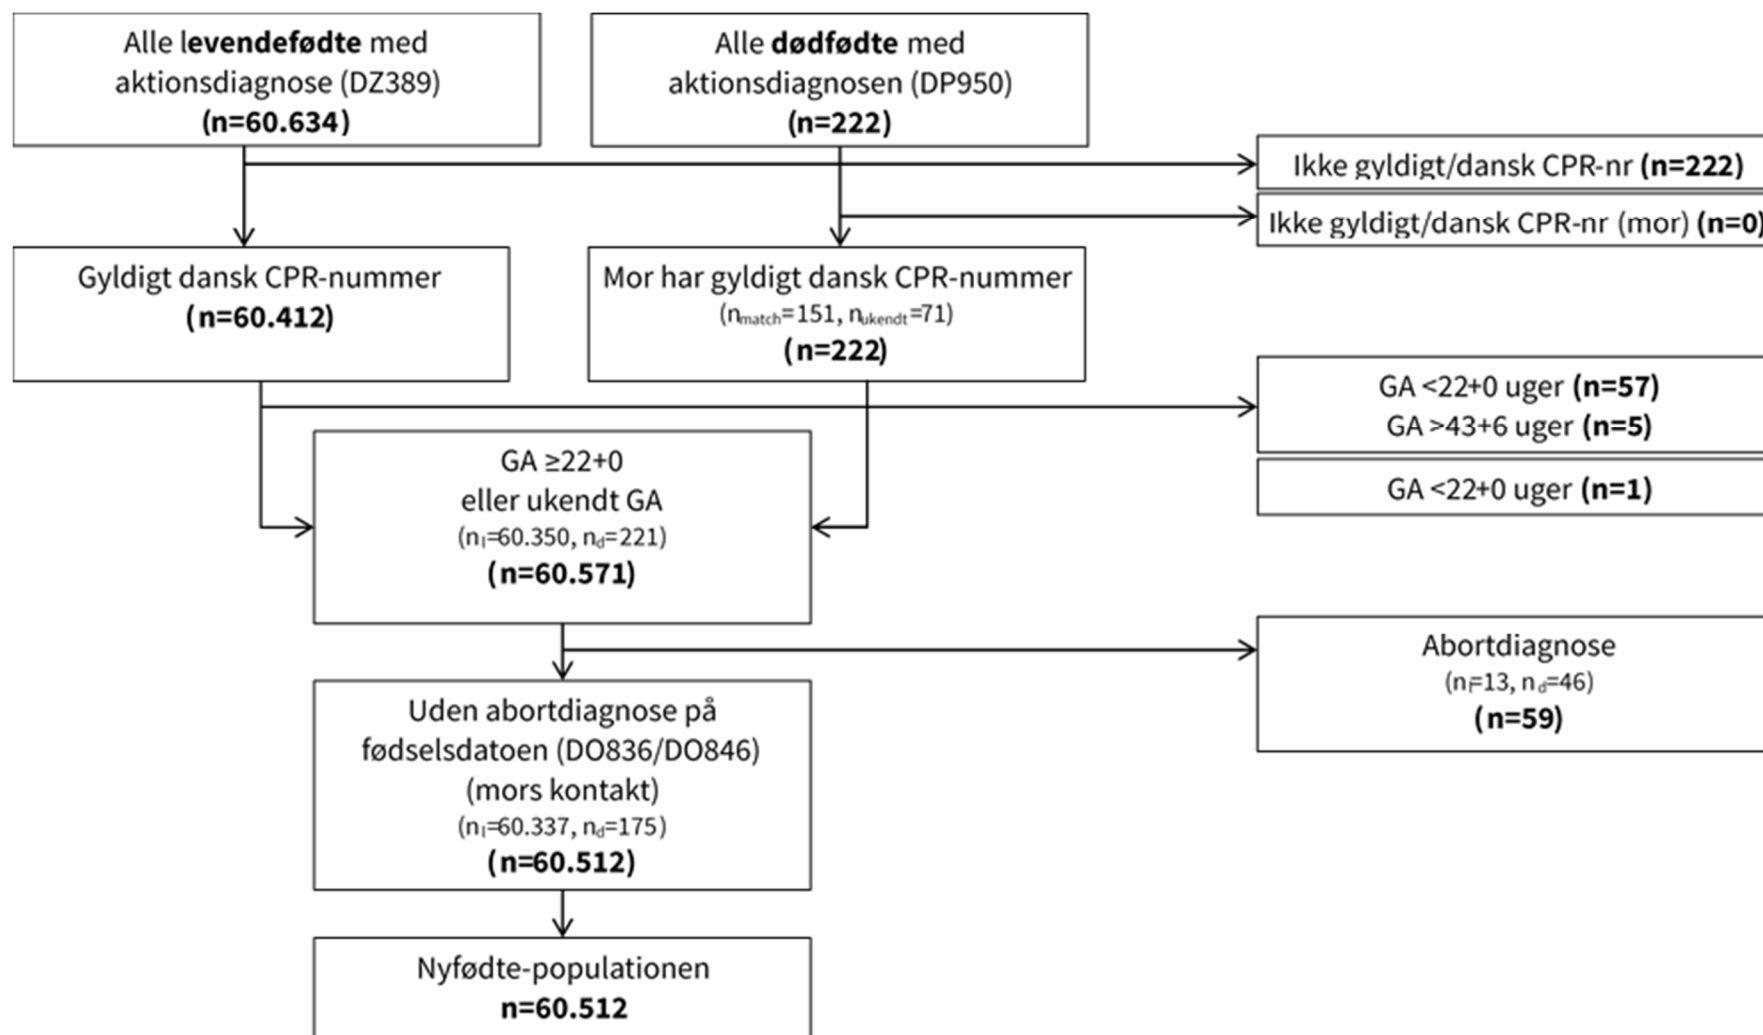 Alle levendefødte med
aktionsdiagnose (DZ389)
(n=60.634)
Alle dødfødte med
aktionsdiagnosen (DP950)
(n=222)
Ikke gyldigt/dansk CPR-nr (n=222)
Ikke gyldigt/dansk CPR-nr (mor) (n=0)
Gyldigt dansk CPR-nummer
(n=60.412)
Mor har gyldigt dansk CPR-nummer
(nmatch=151, nukendt=71)
(n=222)
GA <22+0 uger (n=57)
GA >43+6 uger (n=5)
GA <22+0 uger (n=1)
GA ≥22+0
eller ukendt GA
(nl=60.350, nd=221)
(n=60.571)
Abortdiagnose
(nl=13, nd=46)
(n=59)
Uden abortdiagnose på
fødselsdatoen (DO836/DO846)
(mors kontakt)
(nl=60.337, nd=175)
(n=60.512)
Nyfødte-populationen
n=60.512